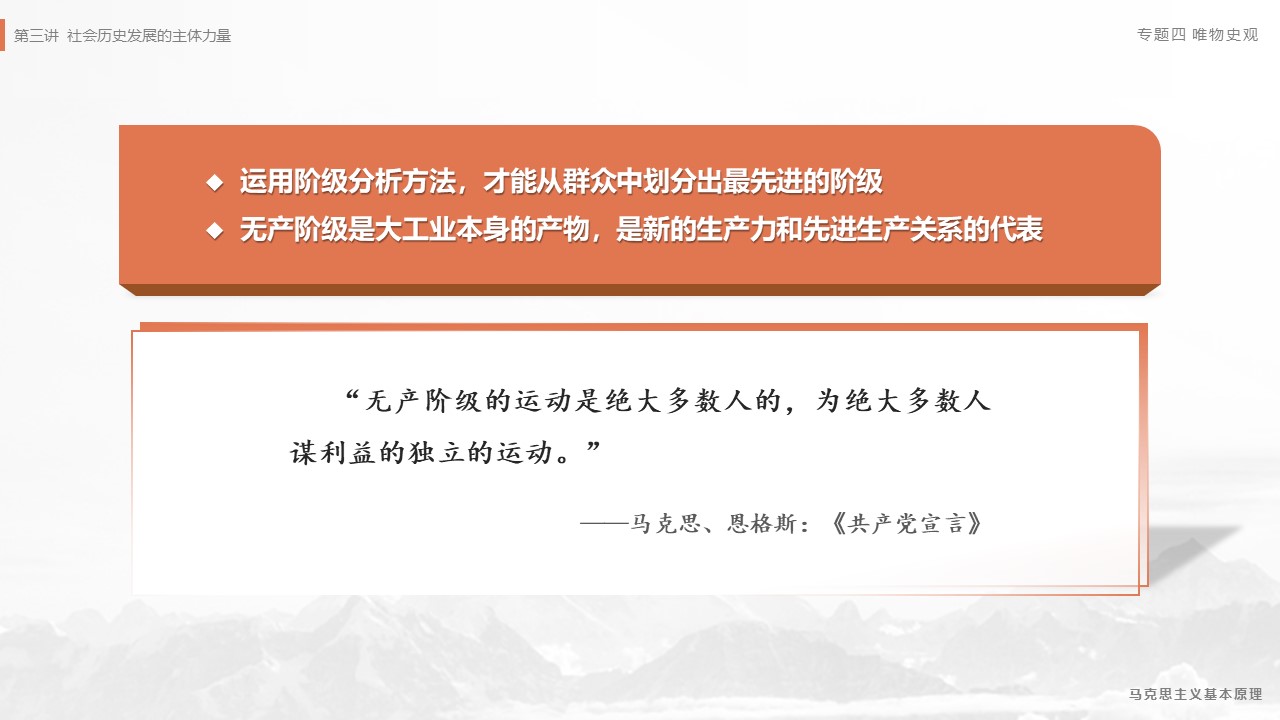 第三讲 社会历史发展的主体力量
专题四 唯物史观
◆ 运用阶级分析方法，才能从群众中划分出最先进的阶级
◆ 无产阶级是大工业本身的产物，是新的生产力和先进生产关系的代表
“无产阶级的运动是绝大多数人的，为绝大多数人
谋利益的独立的运动。”
——马克思、恩格斯：《共产党宣言》
马克思主义基本原理